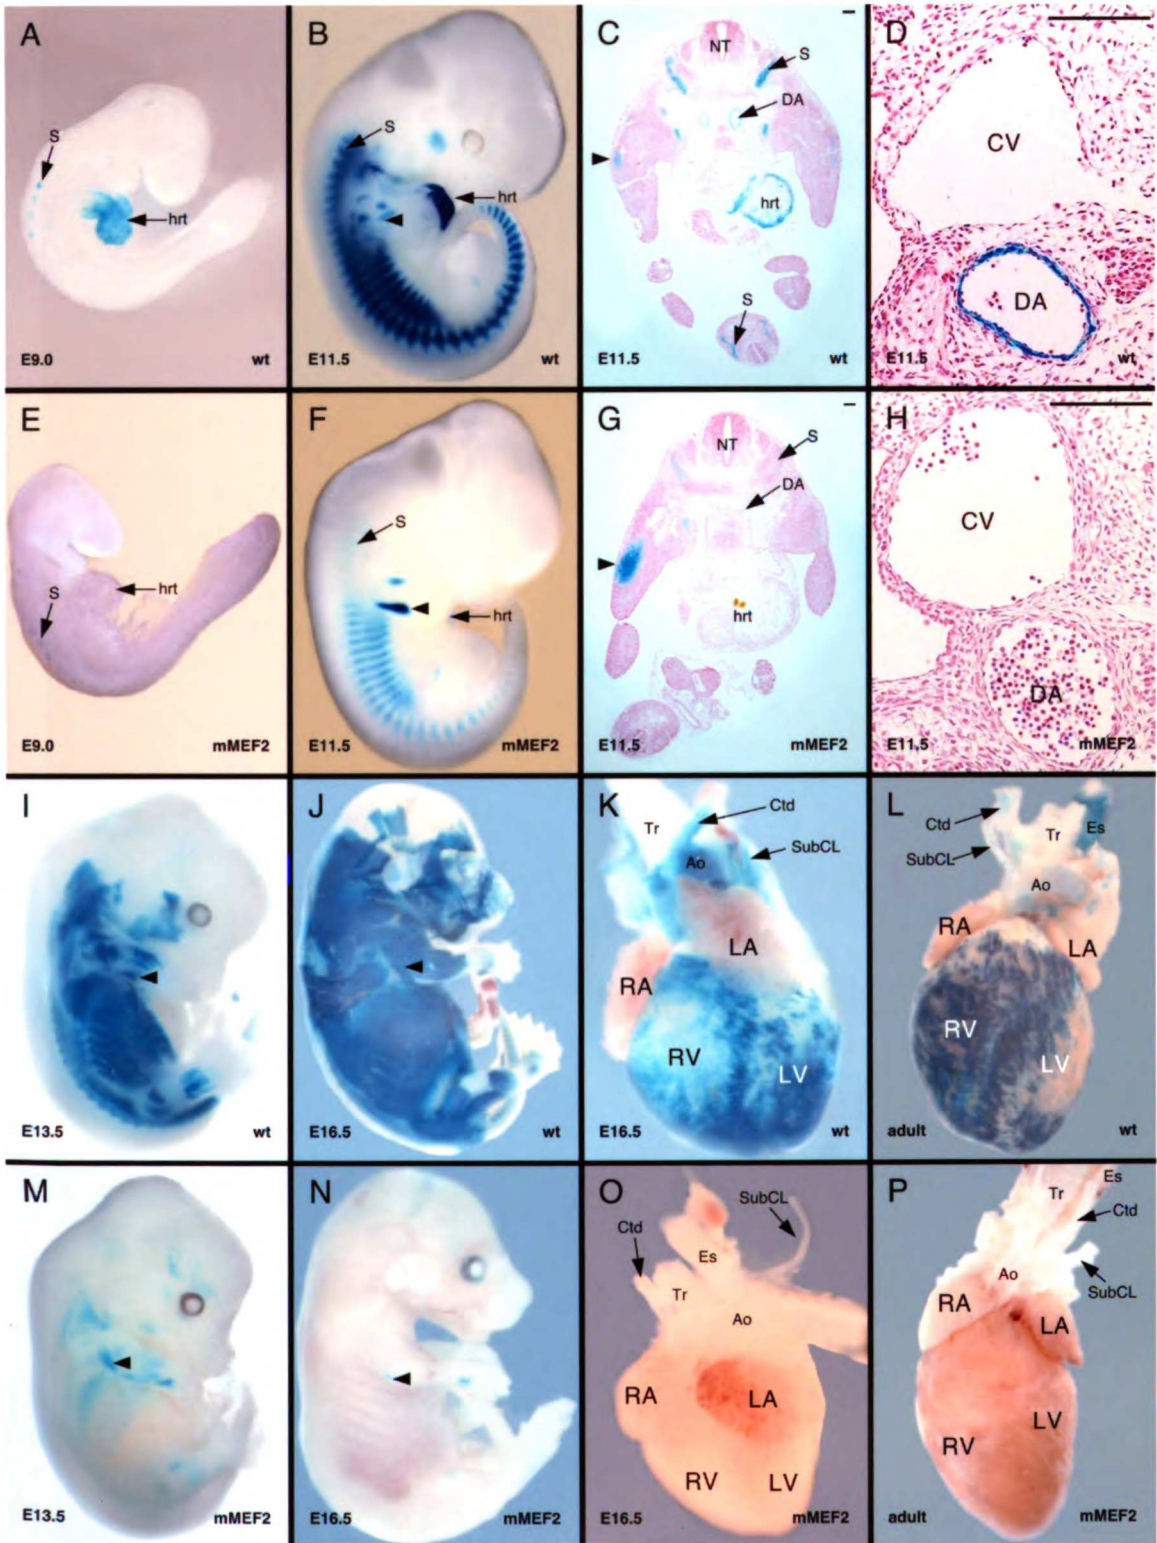 A
S
hrt
E9.0 wt
B
S
hrt
E11.5 wt
C
NT
S
DA
hrt
S
E11.5 wt
D
CV
DA
E11.5 wt
E
S
hrt
E9.0 mMEF2
F
S
hrt
E11.5 mMEF2
G
NT
S
DA
hrt
E11.5 mMEF2
H
CV
DA
E11.5 mMEF2
I
E13.5 wt
J
E16.5 wt
K
Ctd
Tr
SubCL
Ao
LA
RA
RV
LV
E16.5 wt
L
Ctd
Tr Es
SubCL
Ao
RA
LA
RV
LV
adult wt
M
E13.5 mMEF2
N
E16.5 mMEF2
O
SubCL
Ctd
Es
Tr
Ao
RA LA
RV LV
E16.5 mMEF2
P
Es
Tr
Ctd
Ao
SubCL
RA
LA
LV
RV
adult mMEF2